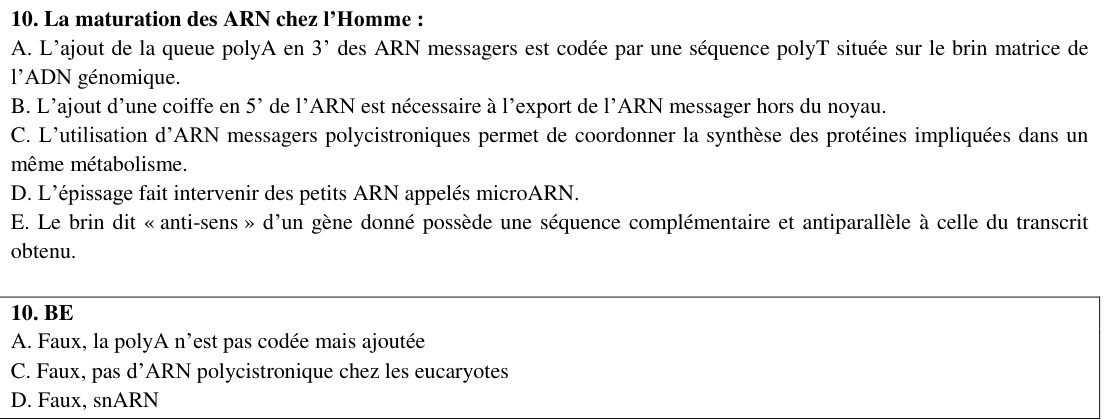 10. La maturation des ARN chez l’Homme :
A. L’ajout de la queue polyA en 3’ des ARN messagers est codée par une séquence polyT située sur le brin matrice de
l’ADN génomique.
B. L’ajout d’une coiffe en 5’ de l’ARN est nécessaire à l’export de l’ARN messager hors du noyau.
C. L’utilisation d’ARN messagers polycistroniques permet de coordonner la synthèse des protéines impliquées dans un
même métabolisme.
D. L’épissage fait intervenir des petits ARN appelés microARN.
E. Le brin dit « anti-sens » d’un gène donné possède une séquence complémentaire et antiparallèle à celle du transcrit
obtenu.
10. BE
A. Faux, la polyA n’est pas codée mais ajoutée
C. Faux, pas d’ARN polycistronique chez les eucaryotes
D. Faux, snARN